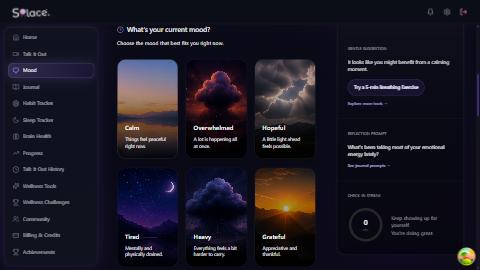 Solace.
Home
Talk It Out
Mood
Journal
Habit Tracker
Sleep Tracker
Brain Health
Progress
Talk It Out History
Wellness Tools
Wellness Challenges
Community
Billing & Credits
Achievements
What's your current mood?
Choose the mood that best fits you right now.
Calm
Things feel peaceful
right now.
Overwhelmed
A lot is happening all
at once.
Hopeful
A little light ahead
feels possible.
Tired
Mentally and
physically drained.
Heavy
Everything feels a bit
harder to carry.
Grateful
Appreciative and
thankful.
GENTLE SUGGESTION
It looks like you might benefit from a calming
moment.
Try a 5-min Breathing Exercise
Explore more tools →
REFLECTION PROMPT
What's been taking most of your emotional
energy lately?
See journal prompts →
CHECK-IN STREAK
0
Keep showing up for
yourself
You're doing great